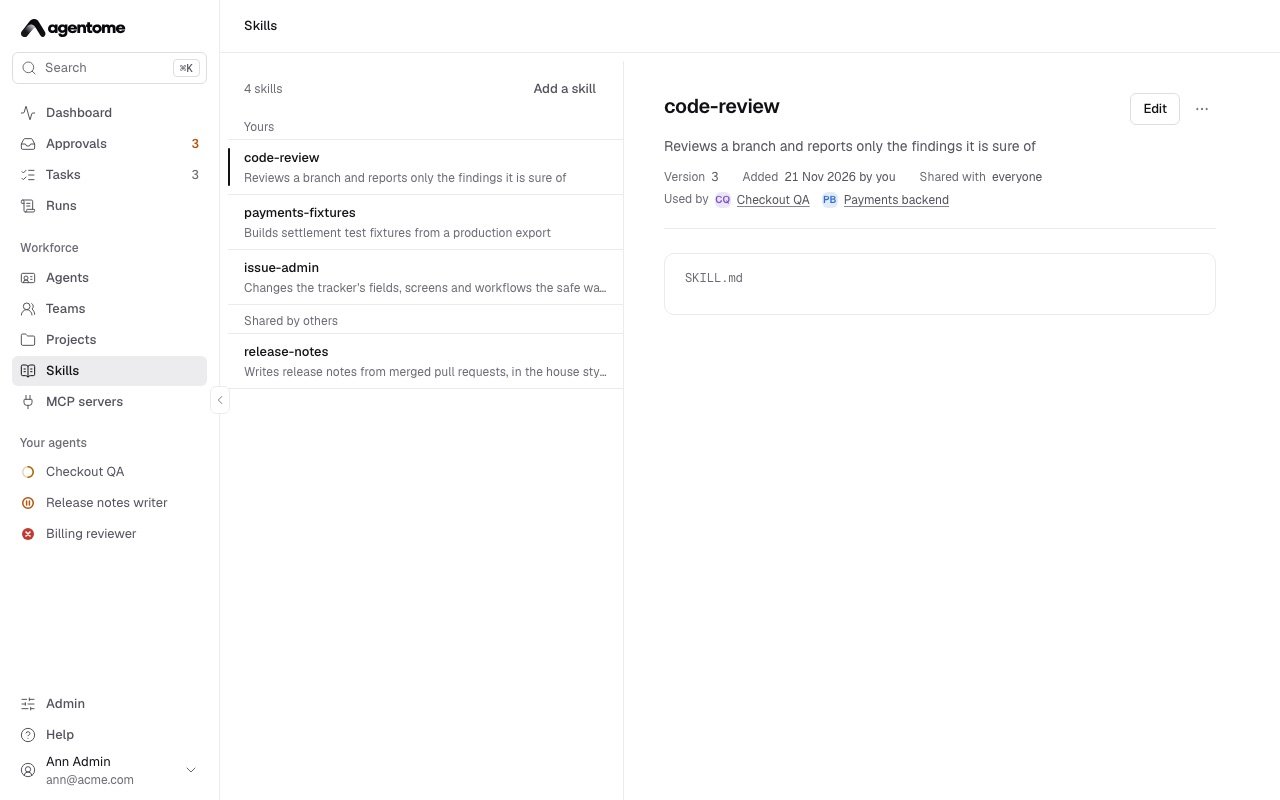 agentome
Search ⌘K
Dashboard
Approvals 3
Tasks 3
Runs
Workforce
Agents
Teams
Projects
Skills
MCP servers
Your agents
Checkout QA
Release notes writer
Billing reviewer
Admin
Help
Ann Admin
ann@acme.com
Skills
4 skills Add a skill
Yours
code-review
Reviews a branch and reports only the findings it is sure of
payments-fixtures
Builds settlement test fixtures from a production export
issue-admin
Changes the tracker's fields, screens and workflows the safe wa…
Shared by others
release-notes
Writes release notes from merged pull requests, in the house sty…
code-review Edit
Reviews a branch and reports only the findings it is sure of
Version 3 Added 21 Nov 2026 by you Shared with everyone
Used by CQ Checkout QA PB Payments backend
SKILL.md